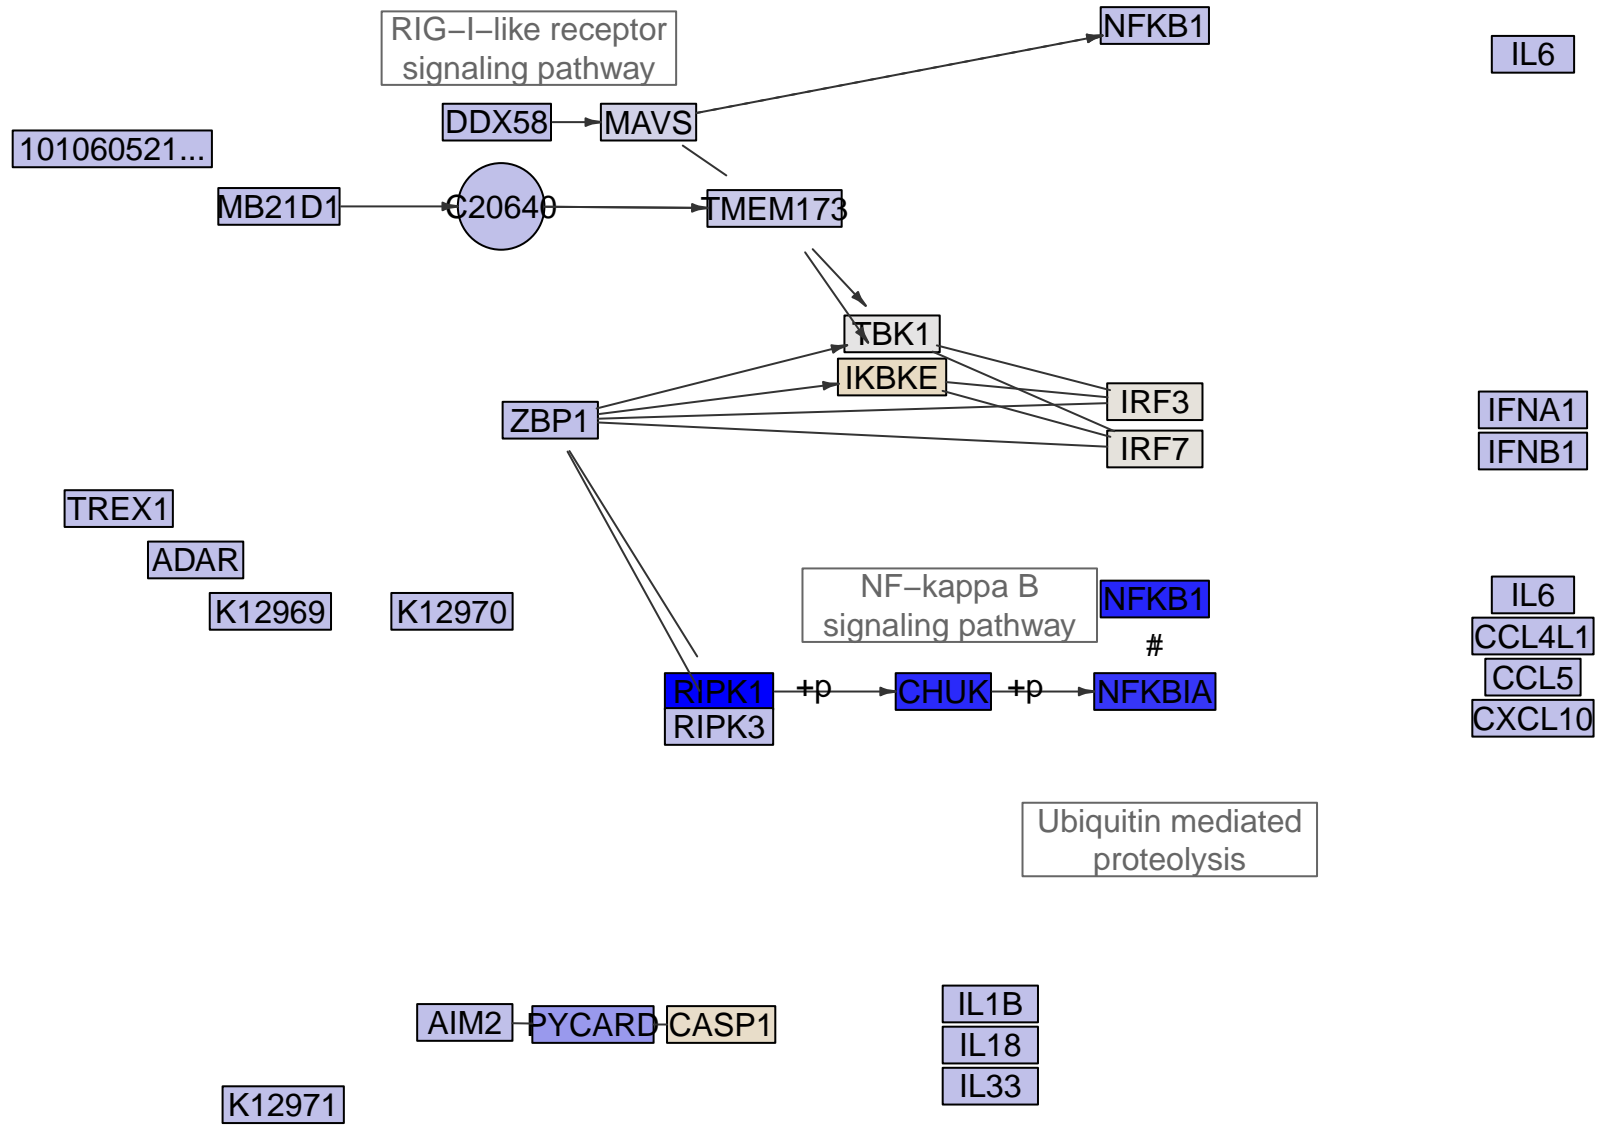 RIG−I−like receptor
signaling pathway
NFKB1
IL6
DDX58
MAVS
101060521...
MB21D1
C20640
TMEM173
TBK1
IKBKE
ZBP1
IRF3
IRF7
IFNA1
IFNB1
TREX1
ADAR
K12969
K12970
NF−kappa B
signaling pathway
NFKB1
#
IL6
CCL4L1
CCL5
CXCL10
RIPK1
+p
CHUK
+p
NFKBIA
RIPK3
Ubiquitin mediated
proteolysis
AIM2
PYCARD
CASP1
IL1B
IL18
IL33
K12971